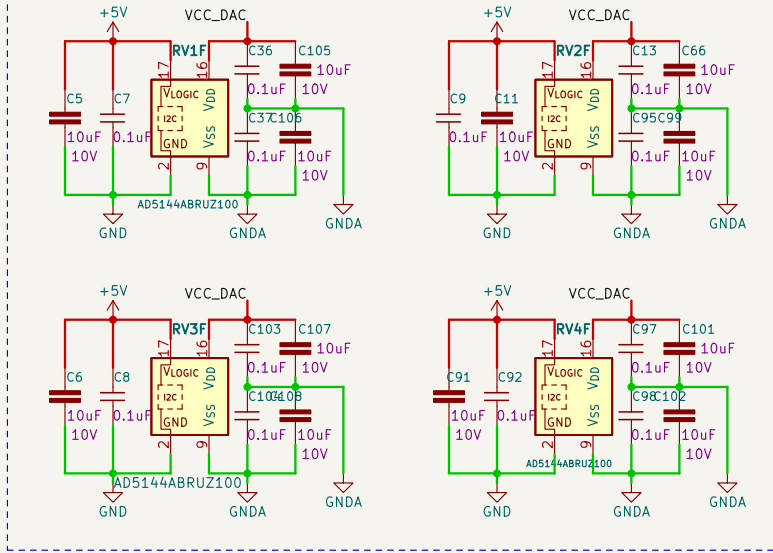 +5V
VCC_DAC
RV1F
C36
C105
17
16
10uF
0.1uF
VLOGIC
VDD
C5
C7
I2C
C37
C106
10uF
0.1uF
10V
GND
VSS
0.1uF
10uF
10V
2
9
AD5144ABRUZ100
GND
GNDA
GNDA
+5V
VCC_DAC
RV2F
C13
C66
17
16
10uF
0.1uF
VLOGIC
VDD
C9
C11
I2C
C95
C99
0.1uF
10uF
10V
GND
VSS
0.1uF
10uF
10V
2
9
GND
GNDA
GNDA
+5V
VCC_DAC
RV3F
C103
C107
17
16
10uF
0.1uF
VLOGIC
VDD
C6
C8
I2C
C104
C108
10uF
0.1uF
10V
GND
VSS
0.1uF
10uF
10V
2
9
AD5144ABRUZ100
GND
GNDA
GNDA
+5V
VCC_DAC
RV4F
C97
C101
17
16
10uF
0.1uF
VLOGIC
VDD
C91
C92
I2C
C98
C102
10uF
0.1uF
10V
GND
VSS
0.1uF
10uF
10V
2
9
AD5144ABRUZ100
GND
GNDA
GNDA